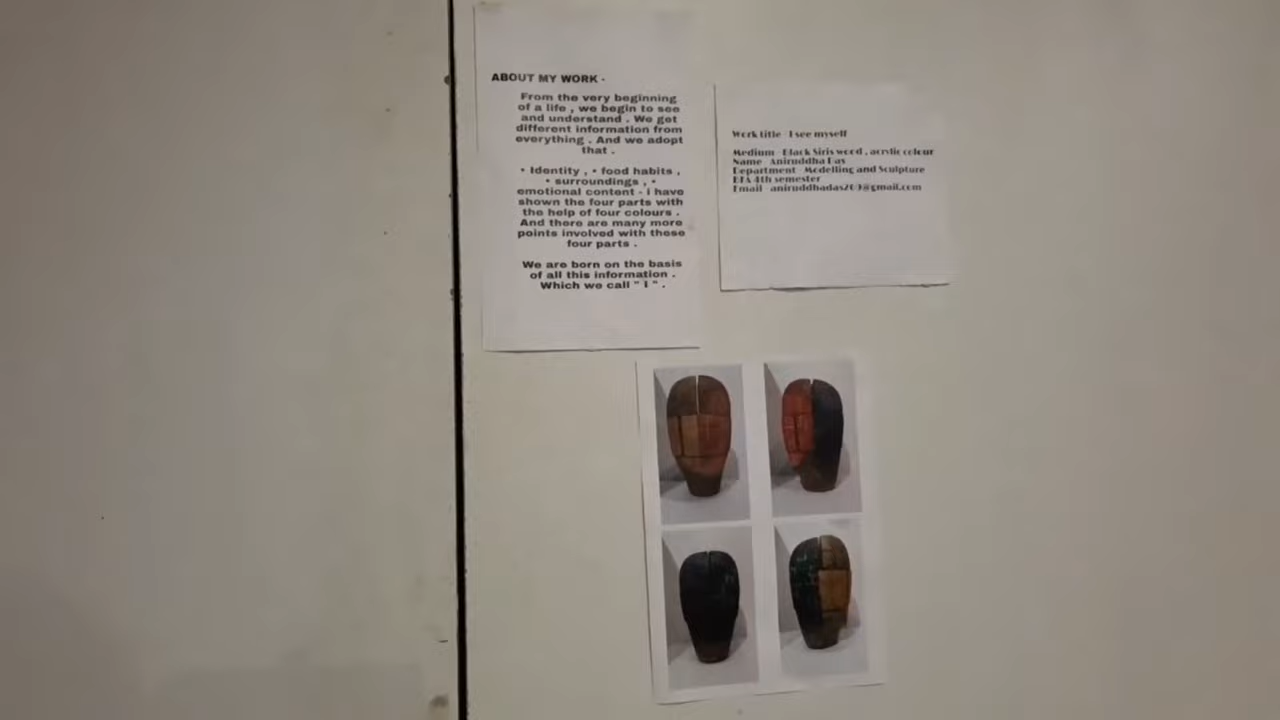 ABOUT MY WORK -
From the very beginning
of a life , we begin to see
and understand . We get
different information from
everything . And we adopt
that .
• Identity , • food habits ,
• surroundings , •
emotional content - i have
shown the four parts with
the help of four colours .
And there are many more
points involved with these
four parts .
We are born on the basis
of all this information .
Which we call " I " .
Work title - I see myself
Medium - Black Siris wood , acrylic colour
Name - Aniruddha Das
Department - Modelling and Sculpture
BFA 4th semester
Email -